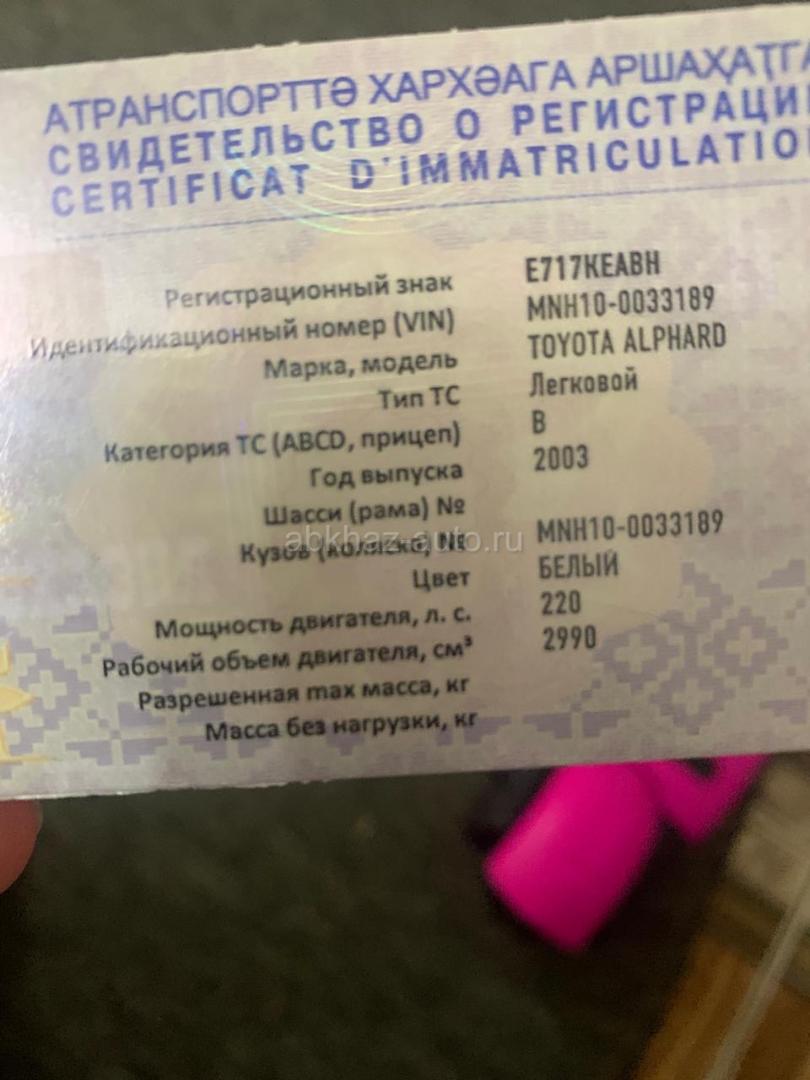 АТРАНСПОРТТӘ ХАРХӘАГА АРШАҲАҬГА
СВИДЕТЕЛЬСТВО О РЕГИСТРАЦИИ
CERTIFICAT D'IMMATRICULATIO
Регистрационный знак E717KEABH
Идентификационный номер (VIN) MNH10-0033189
Марка, модель TOYOTA ALPHARD
Тип ТС Легковой
Категория ТС (ABCD, прицеп) B
Год выпуска 2003
Шасси (рама) №
Кузов (коляска) № MNH10-0033189
Цвет БЕЛЫЙ
Мощность двигателя, л. с. 220
Рабочий объем двигателя, см³ 2990
Разрешенная max масса, кг
Масса без нагрузки, кг
abkhaz-auto.ru